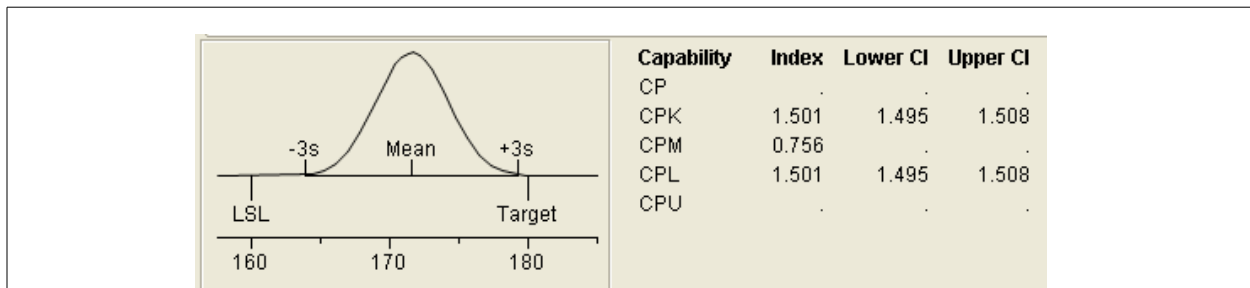 -3s Mean +3s
LSL Target
160 170 180
Capability Index Lower CI Upper CI
CP . . .
CPK 1.501 1.495 1.508
CPM 0.756 . .
CPL 1.501 1.495 1.508
CPU . . .